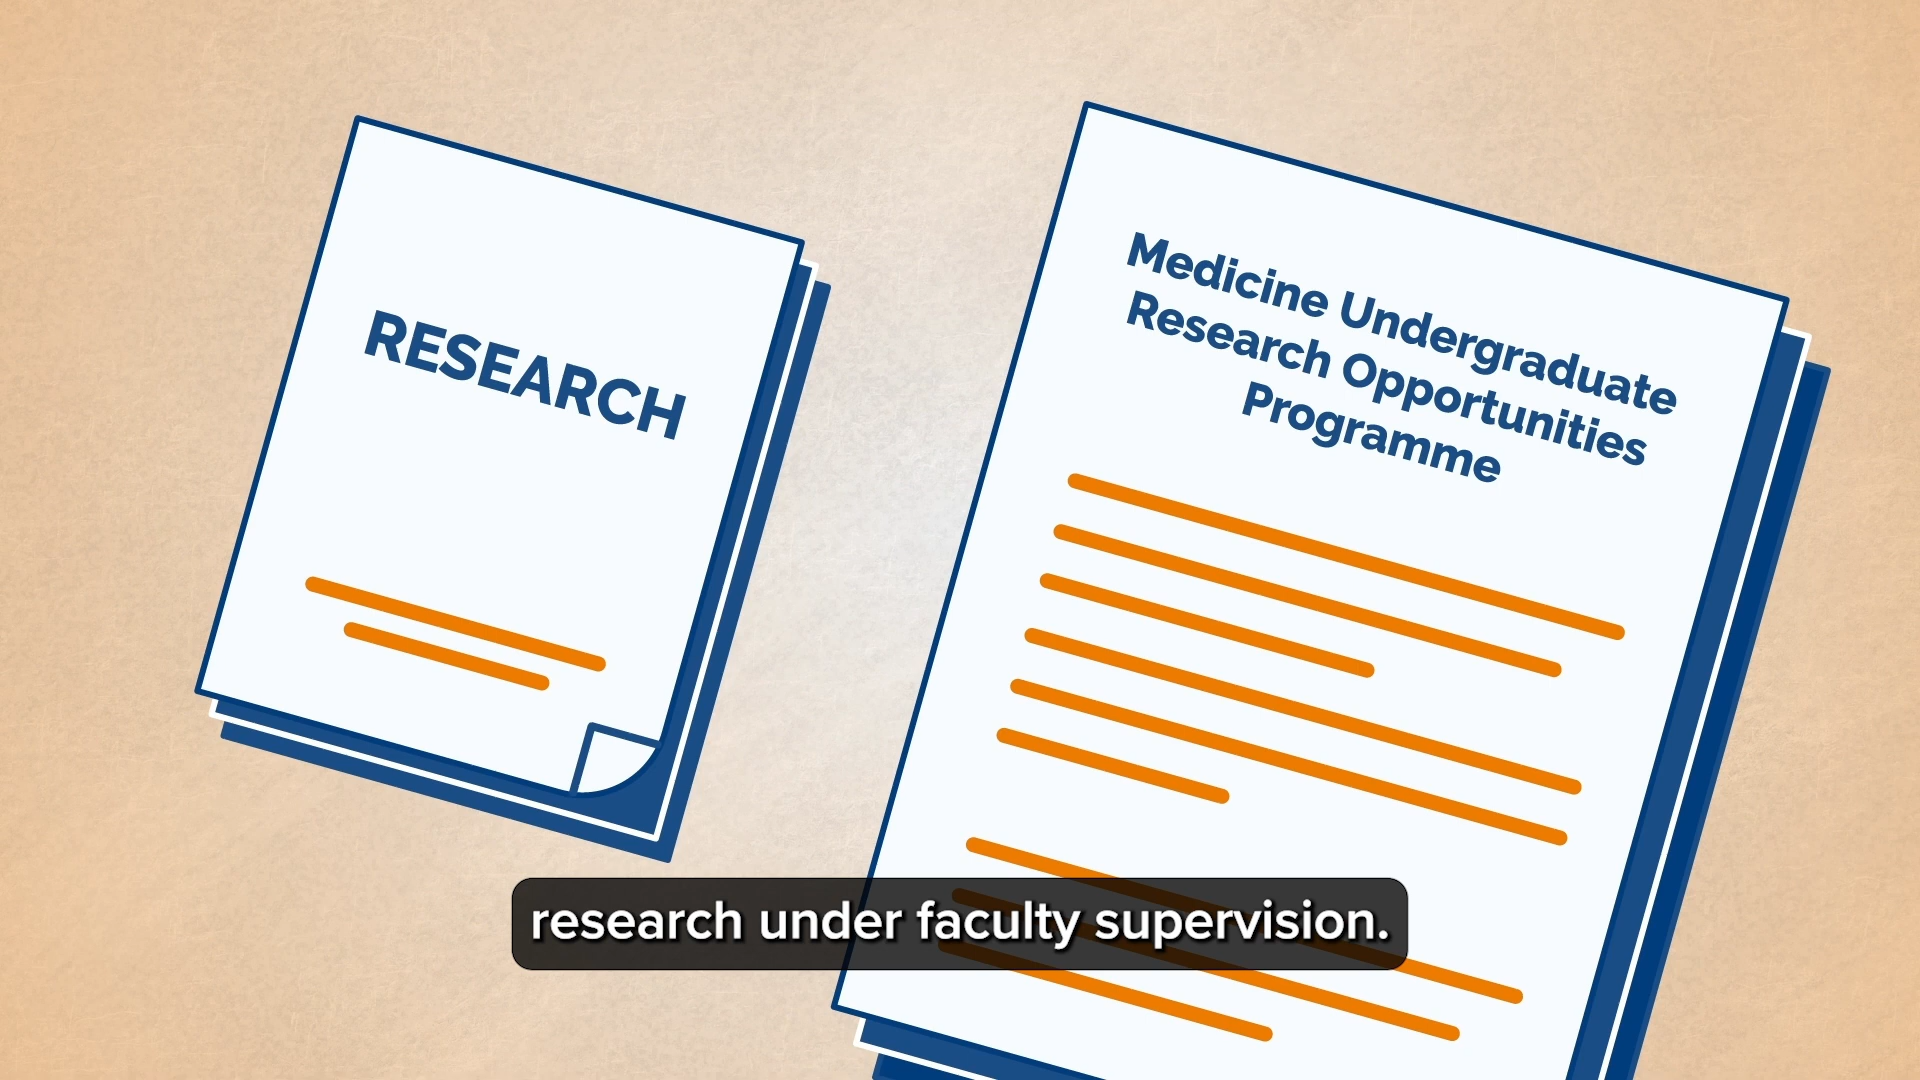 RESEARCH
Medicine Undergraduate
Research Opportunities
Programme
research under faculty supervision.